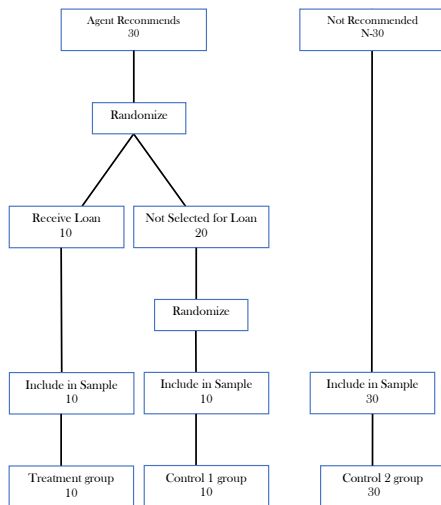 Agent Recommends
30
Not Recommended
N-30
Randomize
Receive Loan
10
Not Selected for Loan
20
Randomize
Include in Sample
10
Include in Sample
10
Include in Sample
30
Treatment group
10
Control 1 group
10
Control 2 group
30